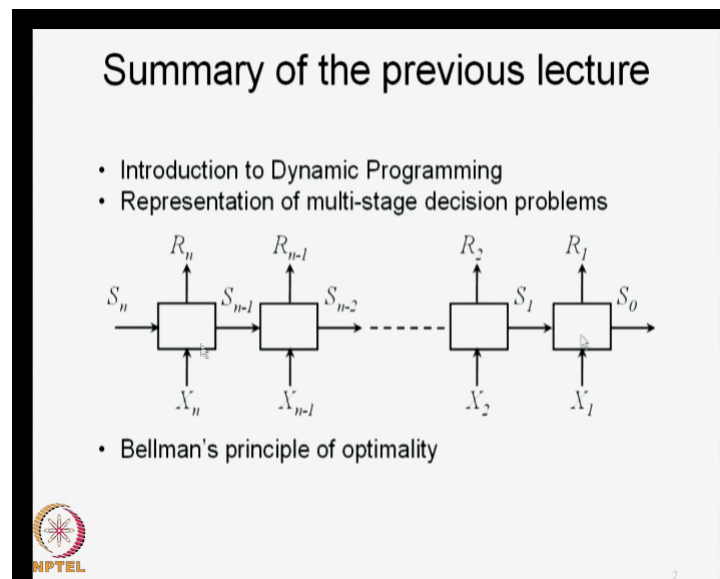 Summary of the previous lecture
• Introduction to Dynamic Programming
• Representation of multi-stage decision problems
Rn Rn-1 R2 R1
Sn Sn-1 Sn-2 S1 S0
Xn Xn-1 X2 X1
• Bellman's principle of optimality
NPTEL
2